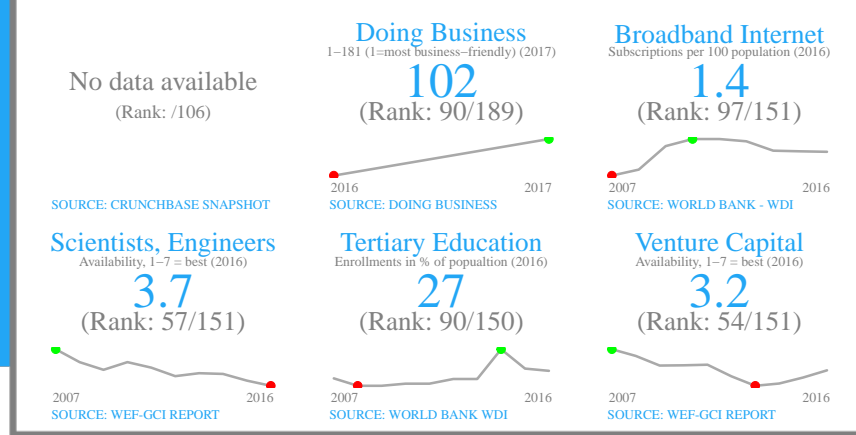 No data available
(Rank: /106)
SOURCE: CRUNCHBASE SNAPSHOT
Doing Business
1−181 (1=most business−friendly) (2017)
102
(Rank: 90/189)
2016 2017
SOURCE: DOING BUSINESS
Broadband Internet
Subscriptions per 100 population (2016)
1.4
(Rank: 97/151)
2007 2016
SOURCE: WORLD BANK - WDI
Scientists, Engineers
Availability, 1−7 = best (2016)
3.7
(Rank: 57/151)
2007 2016
SOURCE: WEF-GCI REPORT
Tertiary Education
Enrollments in % of popualtion (2016)
27
(Rank: 90/150)
2007 2016
SOURCE: WORLD BANK WDI
Venture Capital
Availability, 1−7 = best (2016)
3.2
(Rank: 54/151)
2007 2016
SOURCE: WEF-GCI REPORT